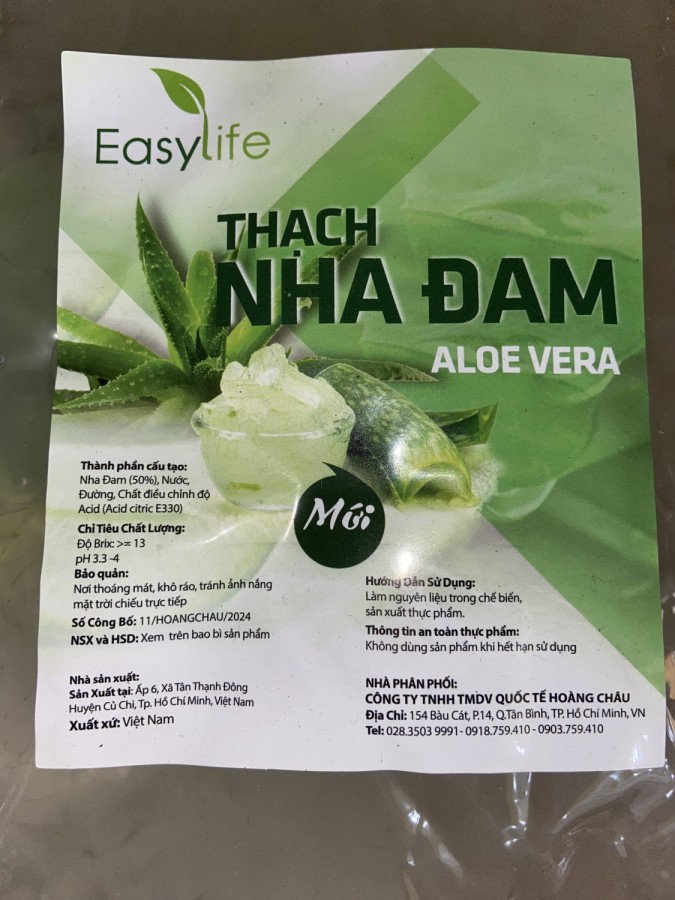 Easylife
THẠCH
NHA ĐAM
ALOE VERA
Thành phần cấu tạo:
Nha Đam (50%), Nước,
Đường, Chất điều chỉnh độ
Acid (Acid citric E330)
Chỉ Tiêu Chất Lượng:
Độ Brix: >= 13
pH 3.3 -4
Bảo quản:
Nơi thoáng mát, khô ráo, tránh ánh nắng
mặt trời chiếu trực tiếp
Số Công Bố: 11/HOANGCHAU/2024
NSX và HSD: Xem trên bao bì sản phẩm
Nhà sản xuất:
Sản Xuất tại: Ấp 6, Xã Tân Thạnh Đông
Huyện Củ Chi, Tp. Hồ Chí Minh, Việt Nam
Xuất xứ: Việt Nam
Mới
Hướng Dẫn Sử Dụng:
Làm nguyên liệu trong chế biến,
sản xuất thực phẩm.
Thông tin an toàn thực phẩm:
Không dùng sản phẩm khi hết hạn sử dụng
NHÀ PHÂN PHỐI:
CÔNG TY TNHH TMDV QUỐC TẾ HOÀNG CHÂU
Địa Chỉ: 154 Bàu Cát, P.14, Q.Tân Bình, TP. Hồ Chí Minh, VN
Tel: 028.3503 9991- 0918.759.410 - 0903.759.410